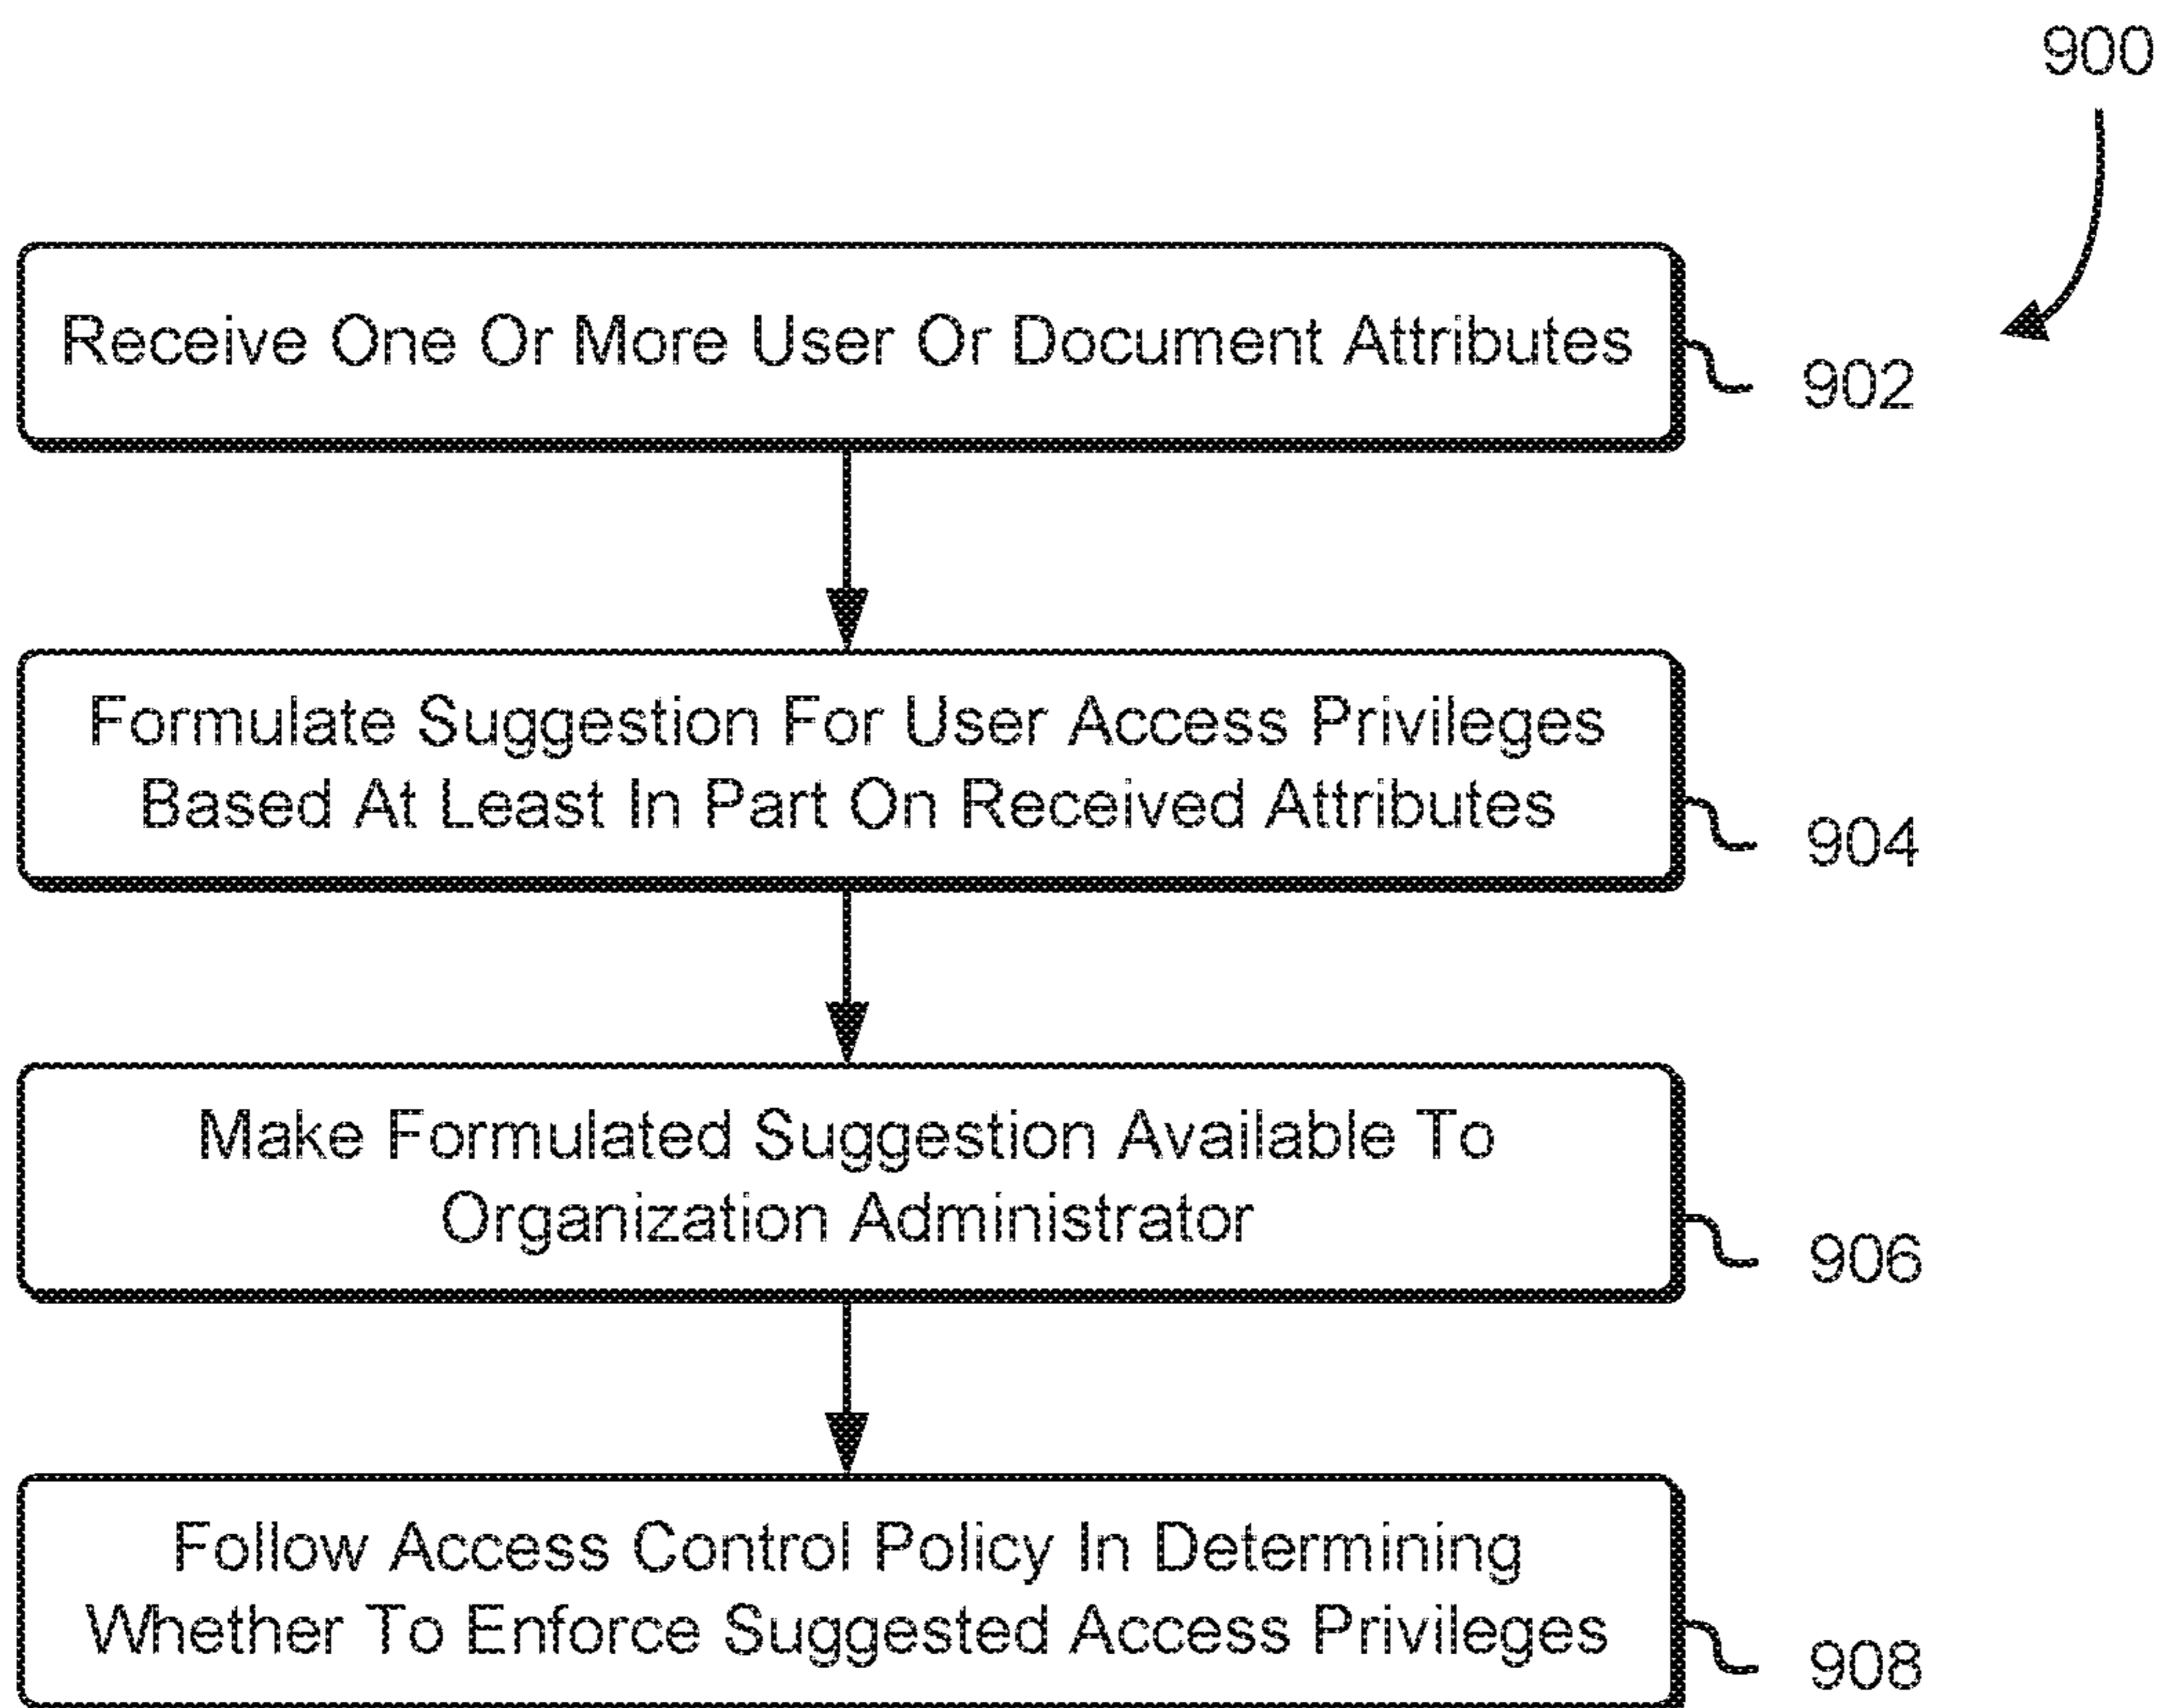 900
Receive One Or More User Or Document Attributes
902
Formulate Suggestion For User Access Privileges
Based At Least In Part On Received Attributes
904
Make Formulated Suggestion Available To
Organization Administrator
906
Follow Access Control Policy In Determining
Whether To Enforce Suggested Access Privileges
908